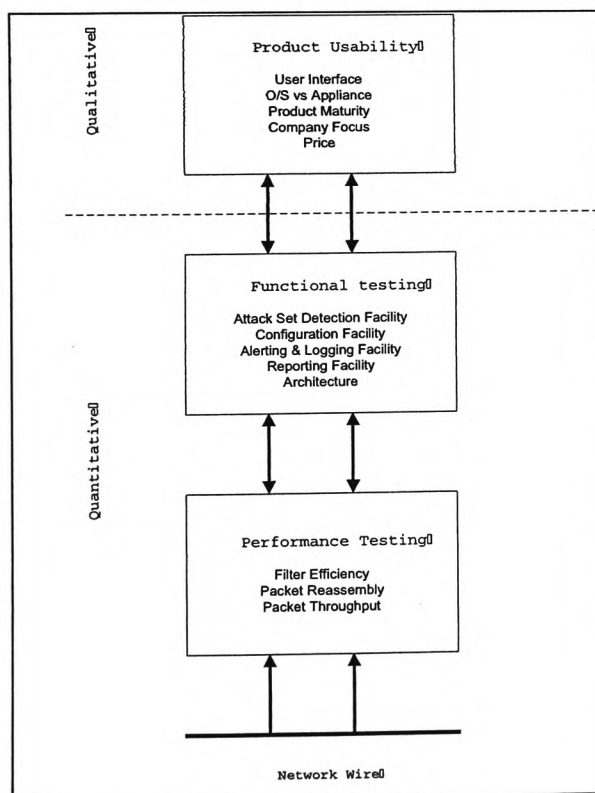 Qualitative
Product Usability
User Interface
O/S vs Appliance
Product Maturity
Company Focus
Price
Quantitative
Functional testing
Attack Set Detection Facility
Configuration Facility
Alerting & Logging Facility
Reporting Facility
Architecture
Performance Testing
Filter Efficiency
Packet Reassembly
Packet Throughput
Network Wire